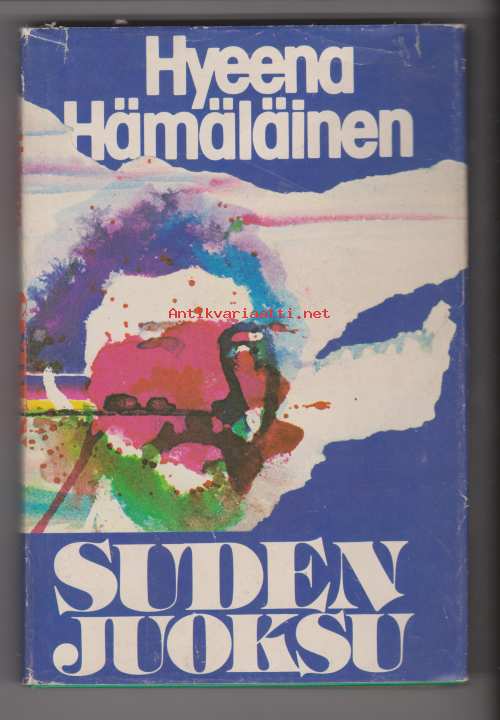 Hyeena
Hämäläinen
Antikvariaatti.net
SUDEN
JUOKSU